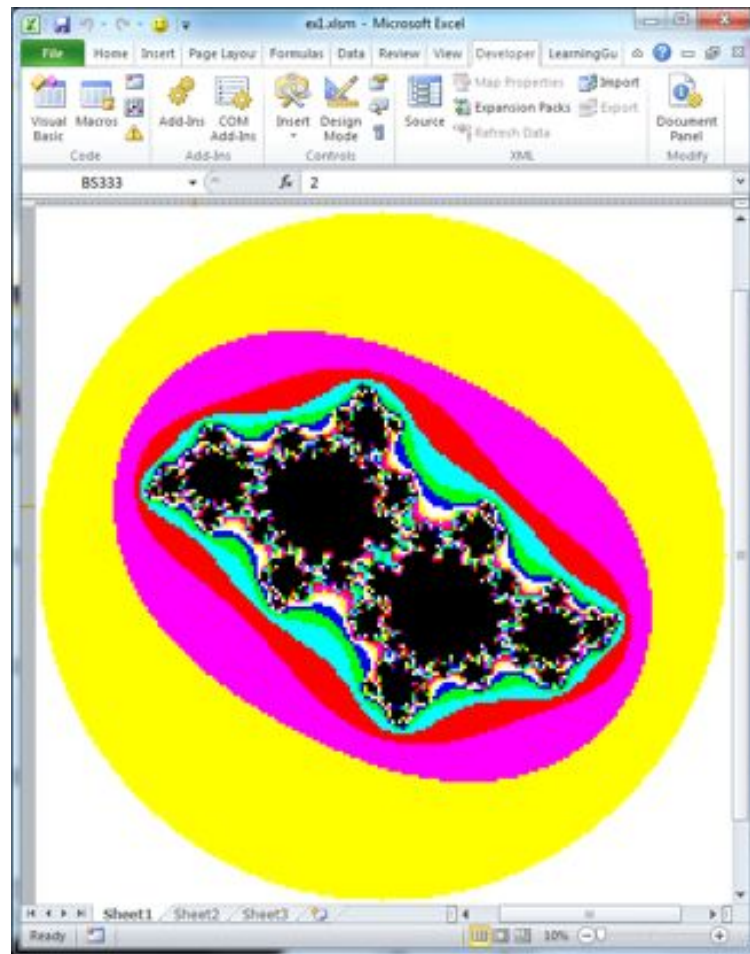 ex1.xlsm - Microsoft Excel
File Home Insert Page Layour Formulas Data Review View Developer LearningGu
Visual Basic Macros Add-Ins COM Add-Ins Insert Design Mode Source Map Properties Import
Expansion Packs Export
Refresh Data
Document Panel
Code Add-Ins Controls XML Modify
BS333 fx 2
Sheet1 Sheet2 Sheet3
Ready 10%